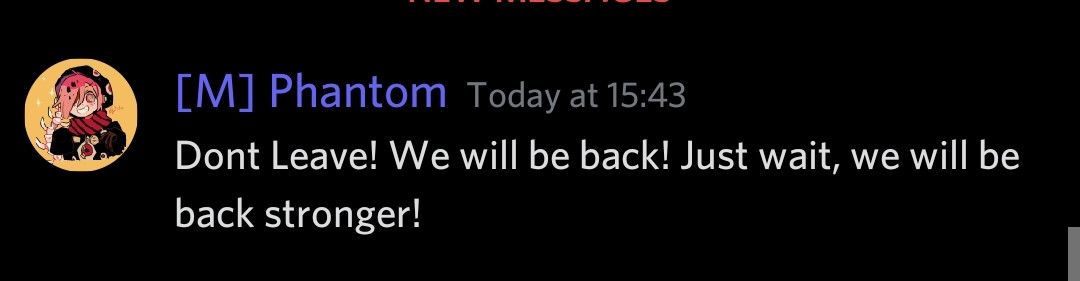 [M] Phantom Today at 15:43
Dont Leave! We will be back! Just wait, we will be
back stronger!